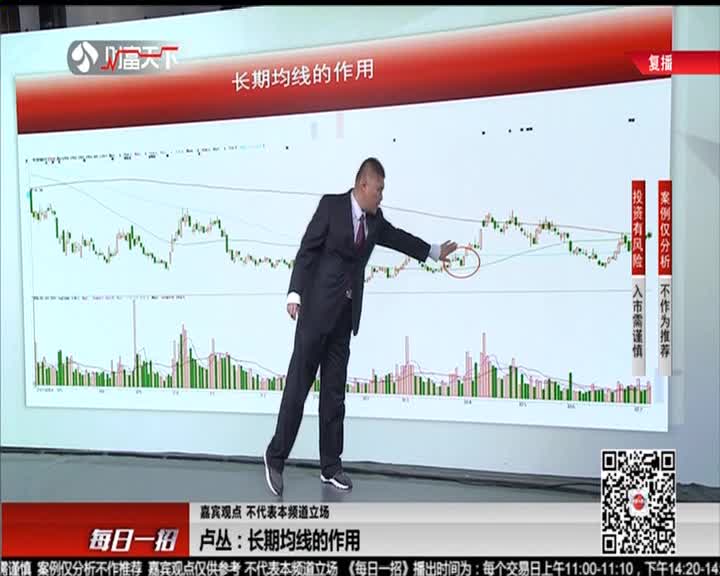 财富天下
长期均线的作用
复播
投资有风险
入市需谨慎
案例仅分析
不作为推荐
嘉宾观点 不代表本频道立场
每日一招
卢丛：长期均线的作用
需谨慎 案例仅分析不作推荐 嘉宾观点仅供参考 不代表本频道立场 《每日一招》播出时间为：每个交易日上午11:00-11:10，下午14:20-14